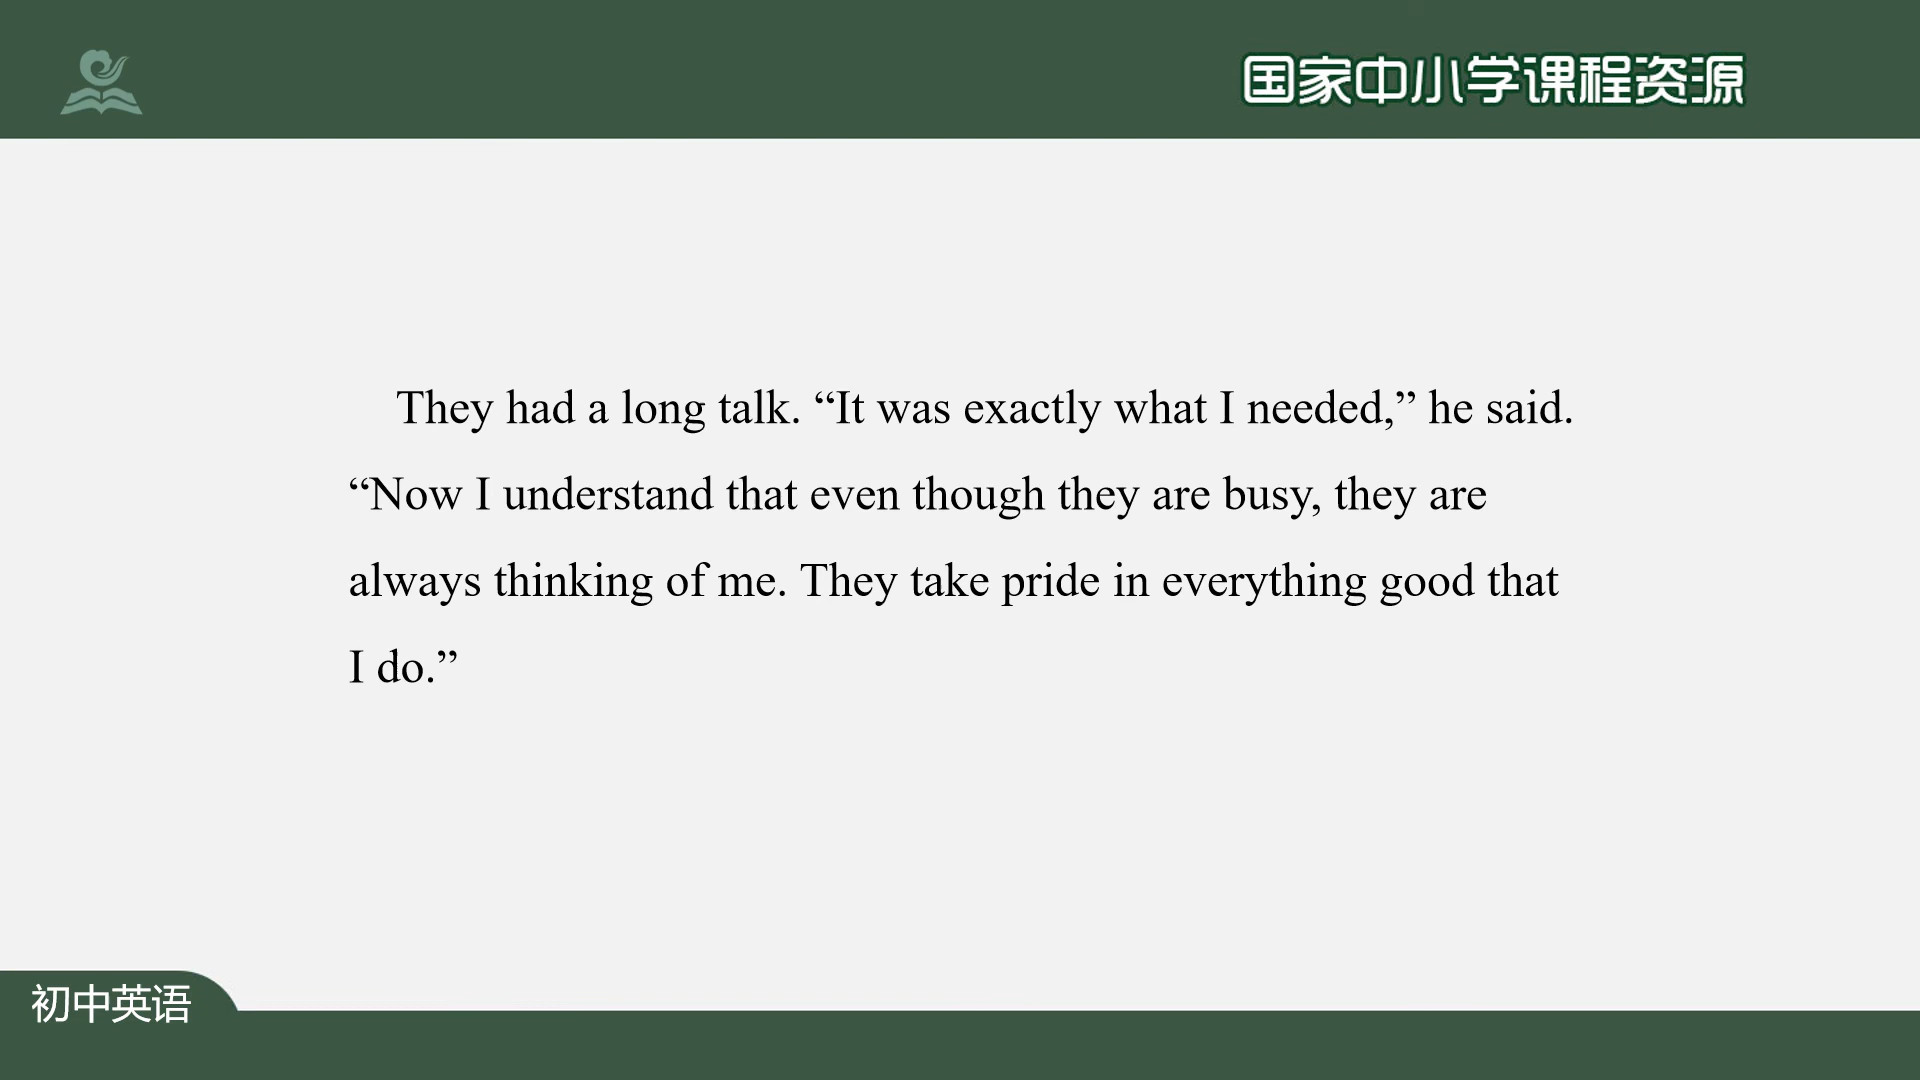 国家中小学课程资源
They had a long talk. “It was exactly what I needed,” he said.
“Now I understand that even though they are busy, they are
always thinking of me. They take pride in everything good that
I do.”
初中英语